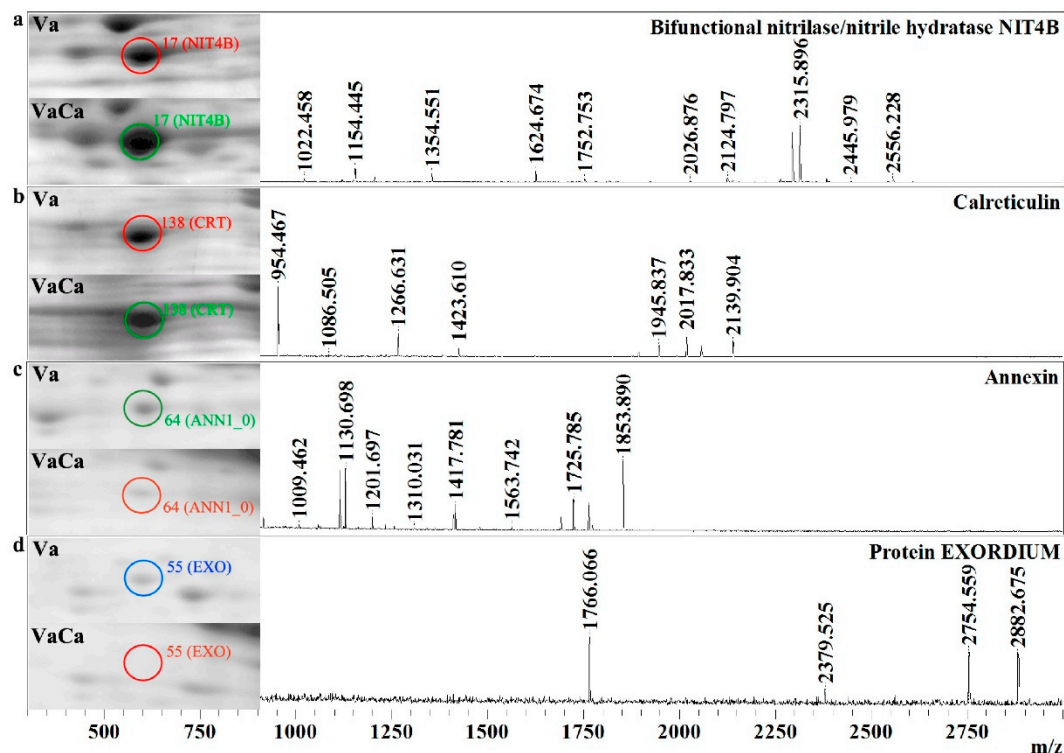 a
Va
17 (NIT4B)
VaCa
17 (NIT4B)
Bifunctional nitrilase/nitrile hydratase NIT4B
1022.458
1154.445
1354.551
1624.674
1752.753
2026.876
2124.797
2315.896
2445.979
2556.228
b
138 (CRT)
VaCa
138 (CRT)
Calreticulin
954.467
1086.505
1266.631
1423.610
1945.837
2017.833
2139.904
c
Va
64 (ANN1_0)
VaCa
64 (ANN1_0)
Annexin
1009.462
1130.698
1201.697
1310.031
1417.781
1563.742
1725.785
1853.890
d
Va
55 (EXO)
VaCa
55 (EXO)
Protein EXORDIUM
1766.066
2379.525
2754.559
2882.675
500 750 1000 1250 1500 1750 2000 2250 2500 2750 m/z